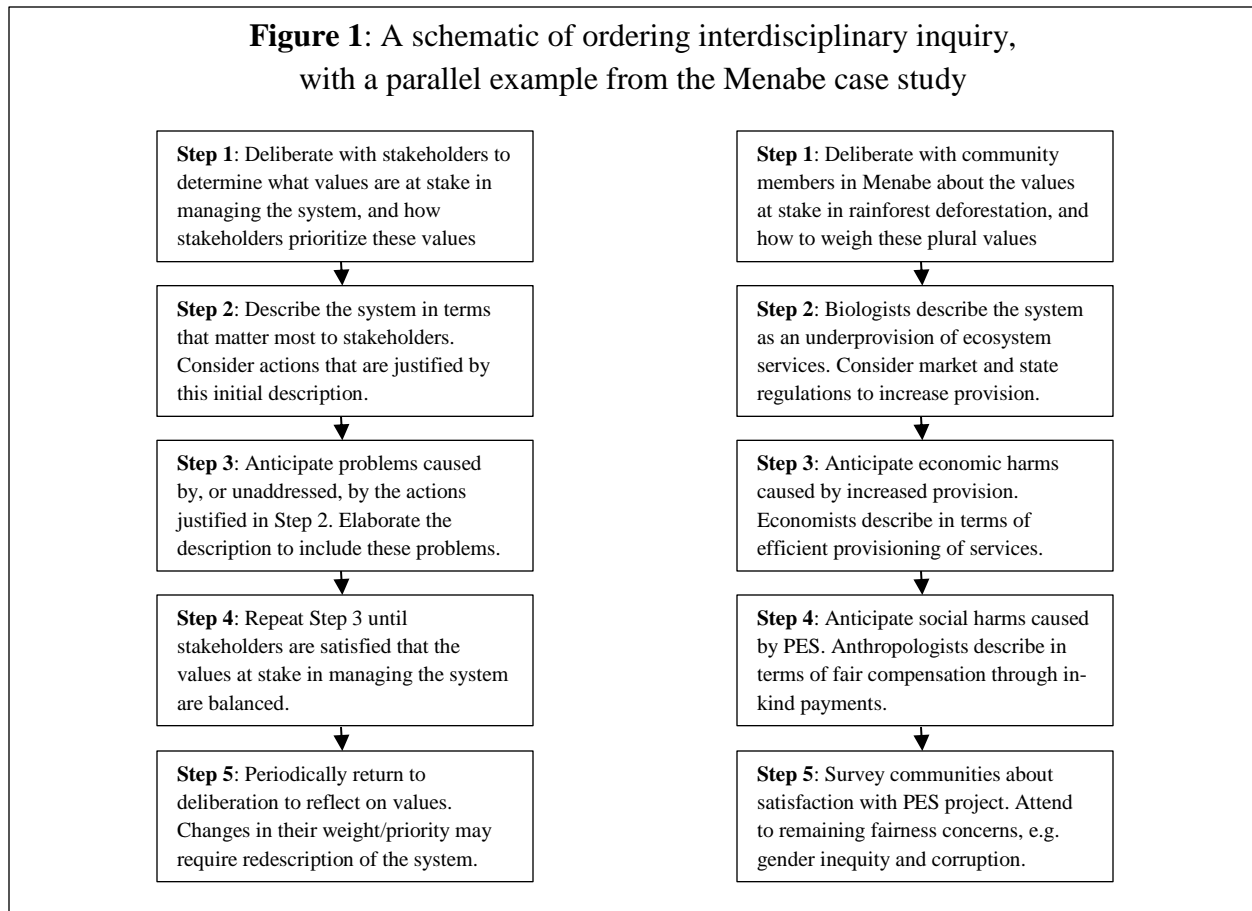 Figure 1: A schematic of ordering interdisciplinary inquiry,
with a parallel example from the Menabe case study
Step 1: Deliberate with stakeholders to
determine what values are at stake in
managing the system, and how
stakeholders prioritize these values
Step 2: Describe the system in terms
that matter most to stakeholders.
Consider actions that are justified by
this initial description.
Step 3: Anticipate problems caused
by, or unaddressed, by the actions
justified in Step 2. Elaborate the
description to include these problems.
Step 4: Repeat Step 3 until
stakeholders are satisfied that the
values at stake in managing the system
are balanced.
Step 5: Periodically return to
deliberation to reflect on values.
Changes in their weight/priority may
require redescription of the system.
Step 1: Deliberate with community
members in Menabe about the values
at stake in rainforest deforestation, and
how to weigh these plural values
Step 2: Biologists describe the system
as an underprovision of ecosystem
services. Consider market and state
regulations to increase provision.
Step 3: Anticipate economic harms
caused by increased provision.
Economists describe in terms of
efficient provisioning of services.
Step 4: Anticipate social harms caused
by PES. Anthropologists describe in
terms of fair compensation through in-
kind payments.
Step 5: Survey communities about
satisfaction with PES project. Attend
to remaining fairness concerns, e.g.
gender inequity and corruption.